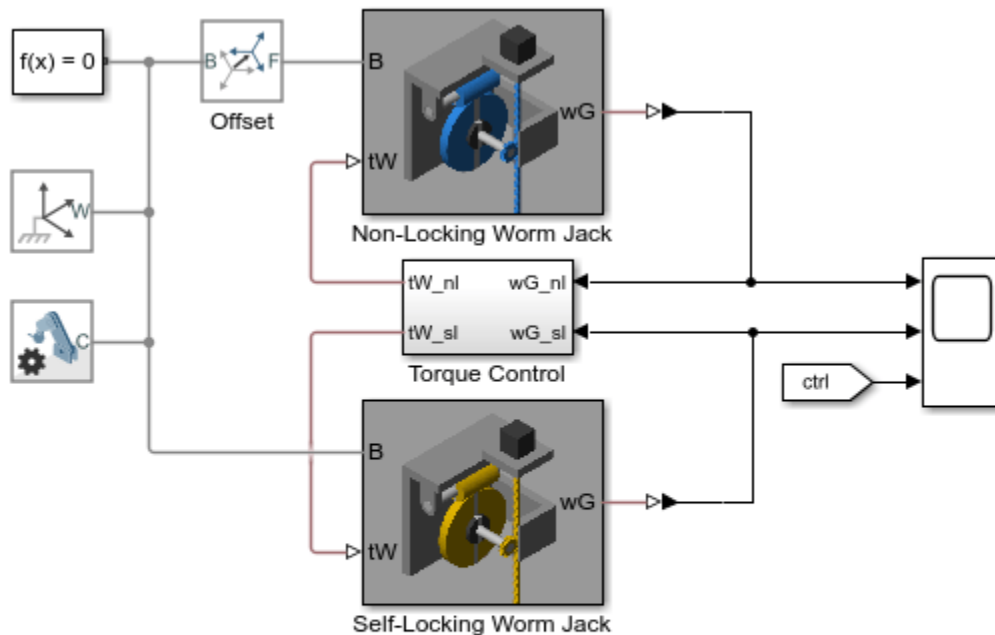 f(x) = 0
B
F
Offset
B
wG
tW
Non-Locking Worm Jack
W
tW_nl
wG_nl
tW_sl
wG_sl
Torque Control
C
ctrl
B
wG
tW
Self-Locking Worm Jack